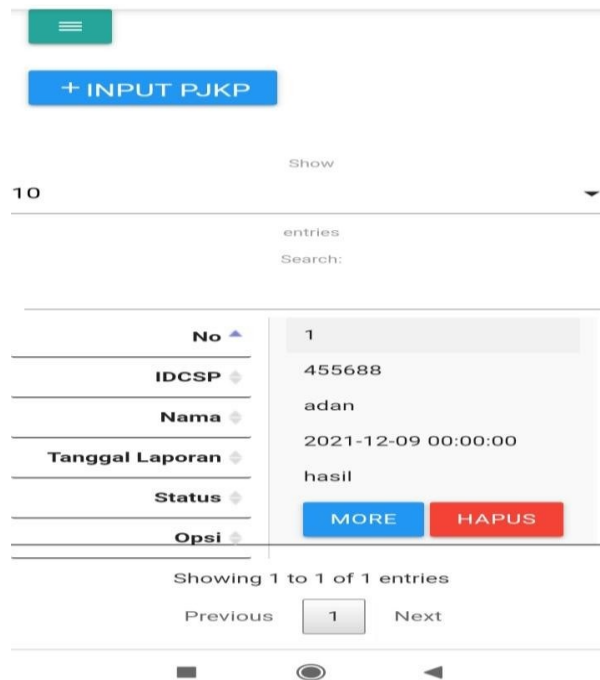 + INPUT PJKP
Show
10
entries
Search:
No 1
IDCSP 455688
Nama adan
Tanggal Laporan 2021-12-09 00:00:00
Status hasil
Opsi MORE HAPUS
Showing 1 to 1 of 1 entries
Previous 1 Next